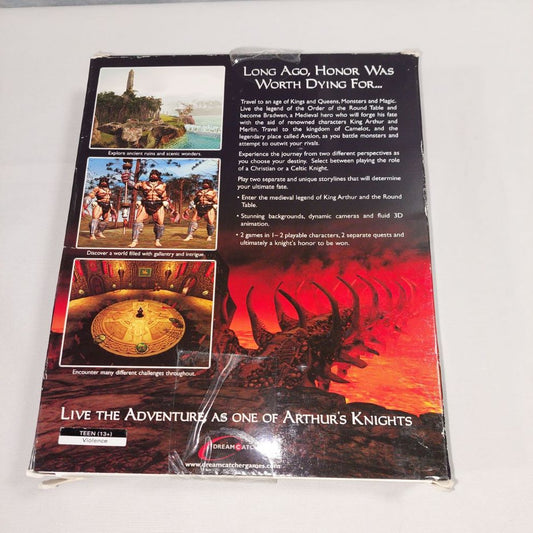 LONG AGO, HONOR WAS
WORTH DYING FOR...
Travel to an age of Kings and Queens, Monsters and Magic.
Live the legend of the Order of the Round Table and
become Bradwen, a Medieval hero who will forge his fate
with the aid of renowned characters King Arthur and
Merlin. Travel to the kingdom of Camelot, and the
legendary place called Avalon, as you battle monsters and
attempt to outwit your rivals.
Experience the journey from two different perspectives as
you choose your destiny. Select between playing the role
of a Christian or a Celtic Knight.
Play two separate and unique storylines that will determine
your ultimate fate.
• Enter the medieval legend of King Arthur and the Round
Table.
• Stunning backgrounds, dynamic cameras and fluid 3D
animation.
• 2 games in 1 – 2 playable characters, 2 separate quests and
ultimately a knight's honor to be won.
Explore ancient ruins and scenic wonders.
Discover a world filled with gallantry and intrigue.
Encounter many different challenges throughout.
LIVE THE ADVENTURE AS ONE OF ARTHUR'S KNIGHTS
TEEN (13+)
Violence
DREAMCATCHER
www.dreamcatchergames.com